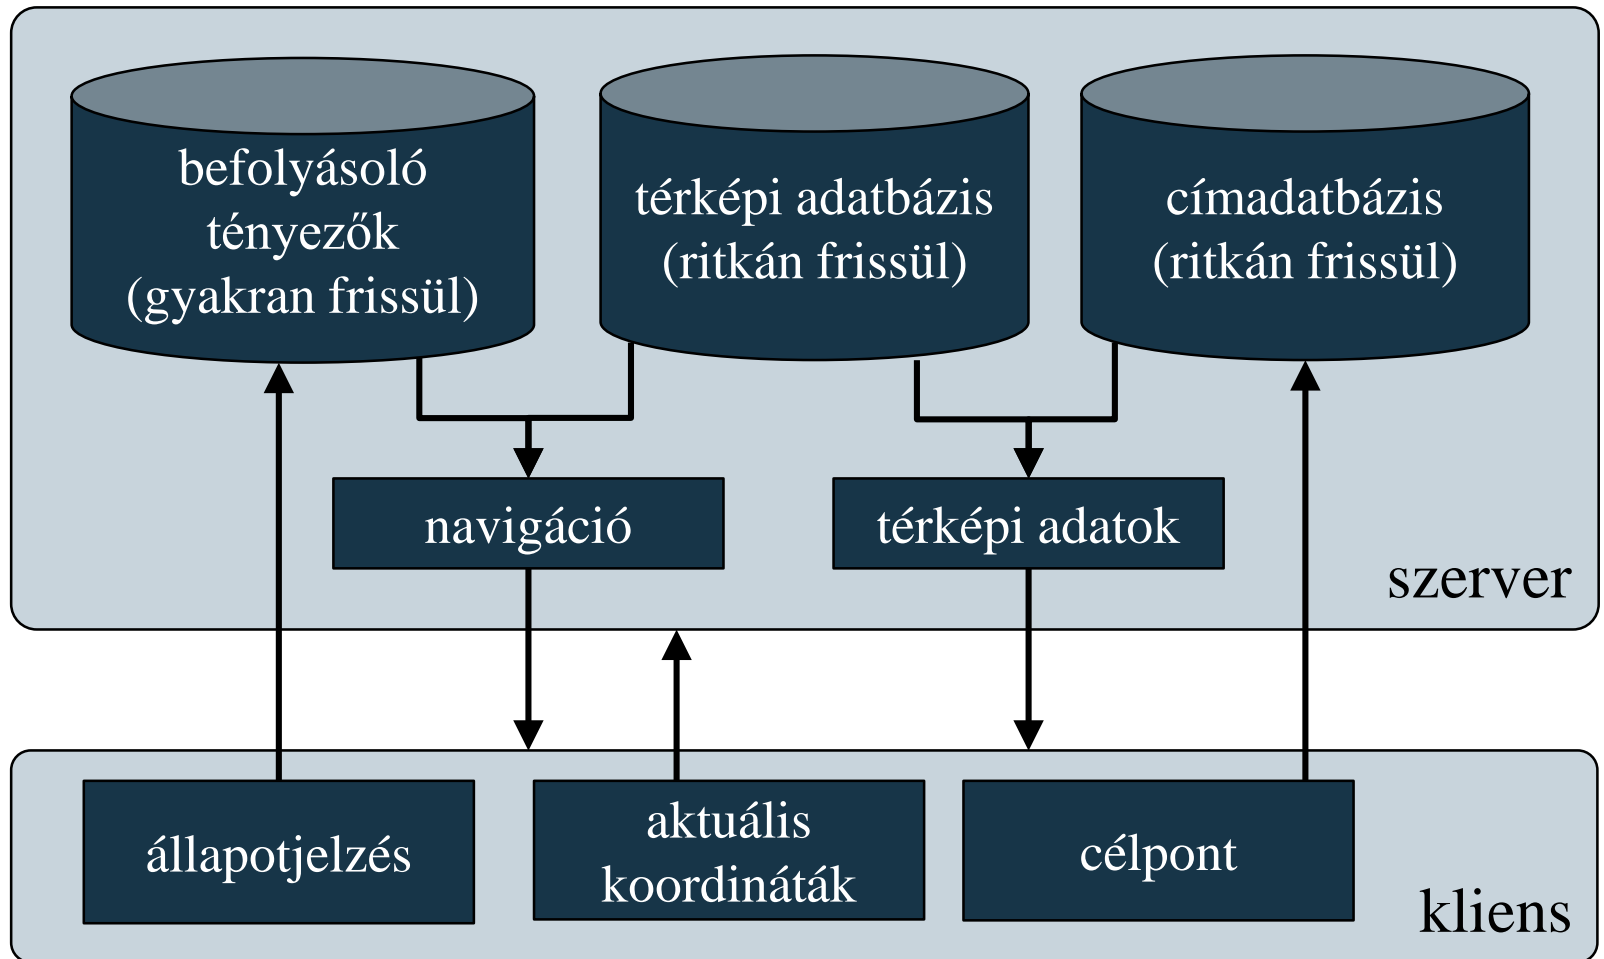 befolyásoló
tényezők
(gyakran frissül)
térképi adatbázis
(ritkán frissül)
címadatbázis
(ritkán frissül)
navigáció
térképi adatok
szerver
állapotjelzés
aktuális
koordináták
célpont
kliens